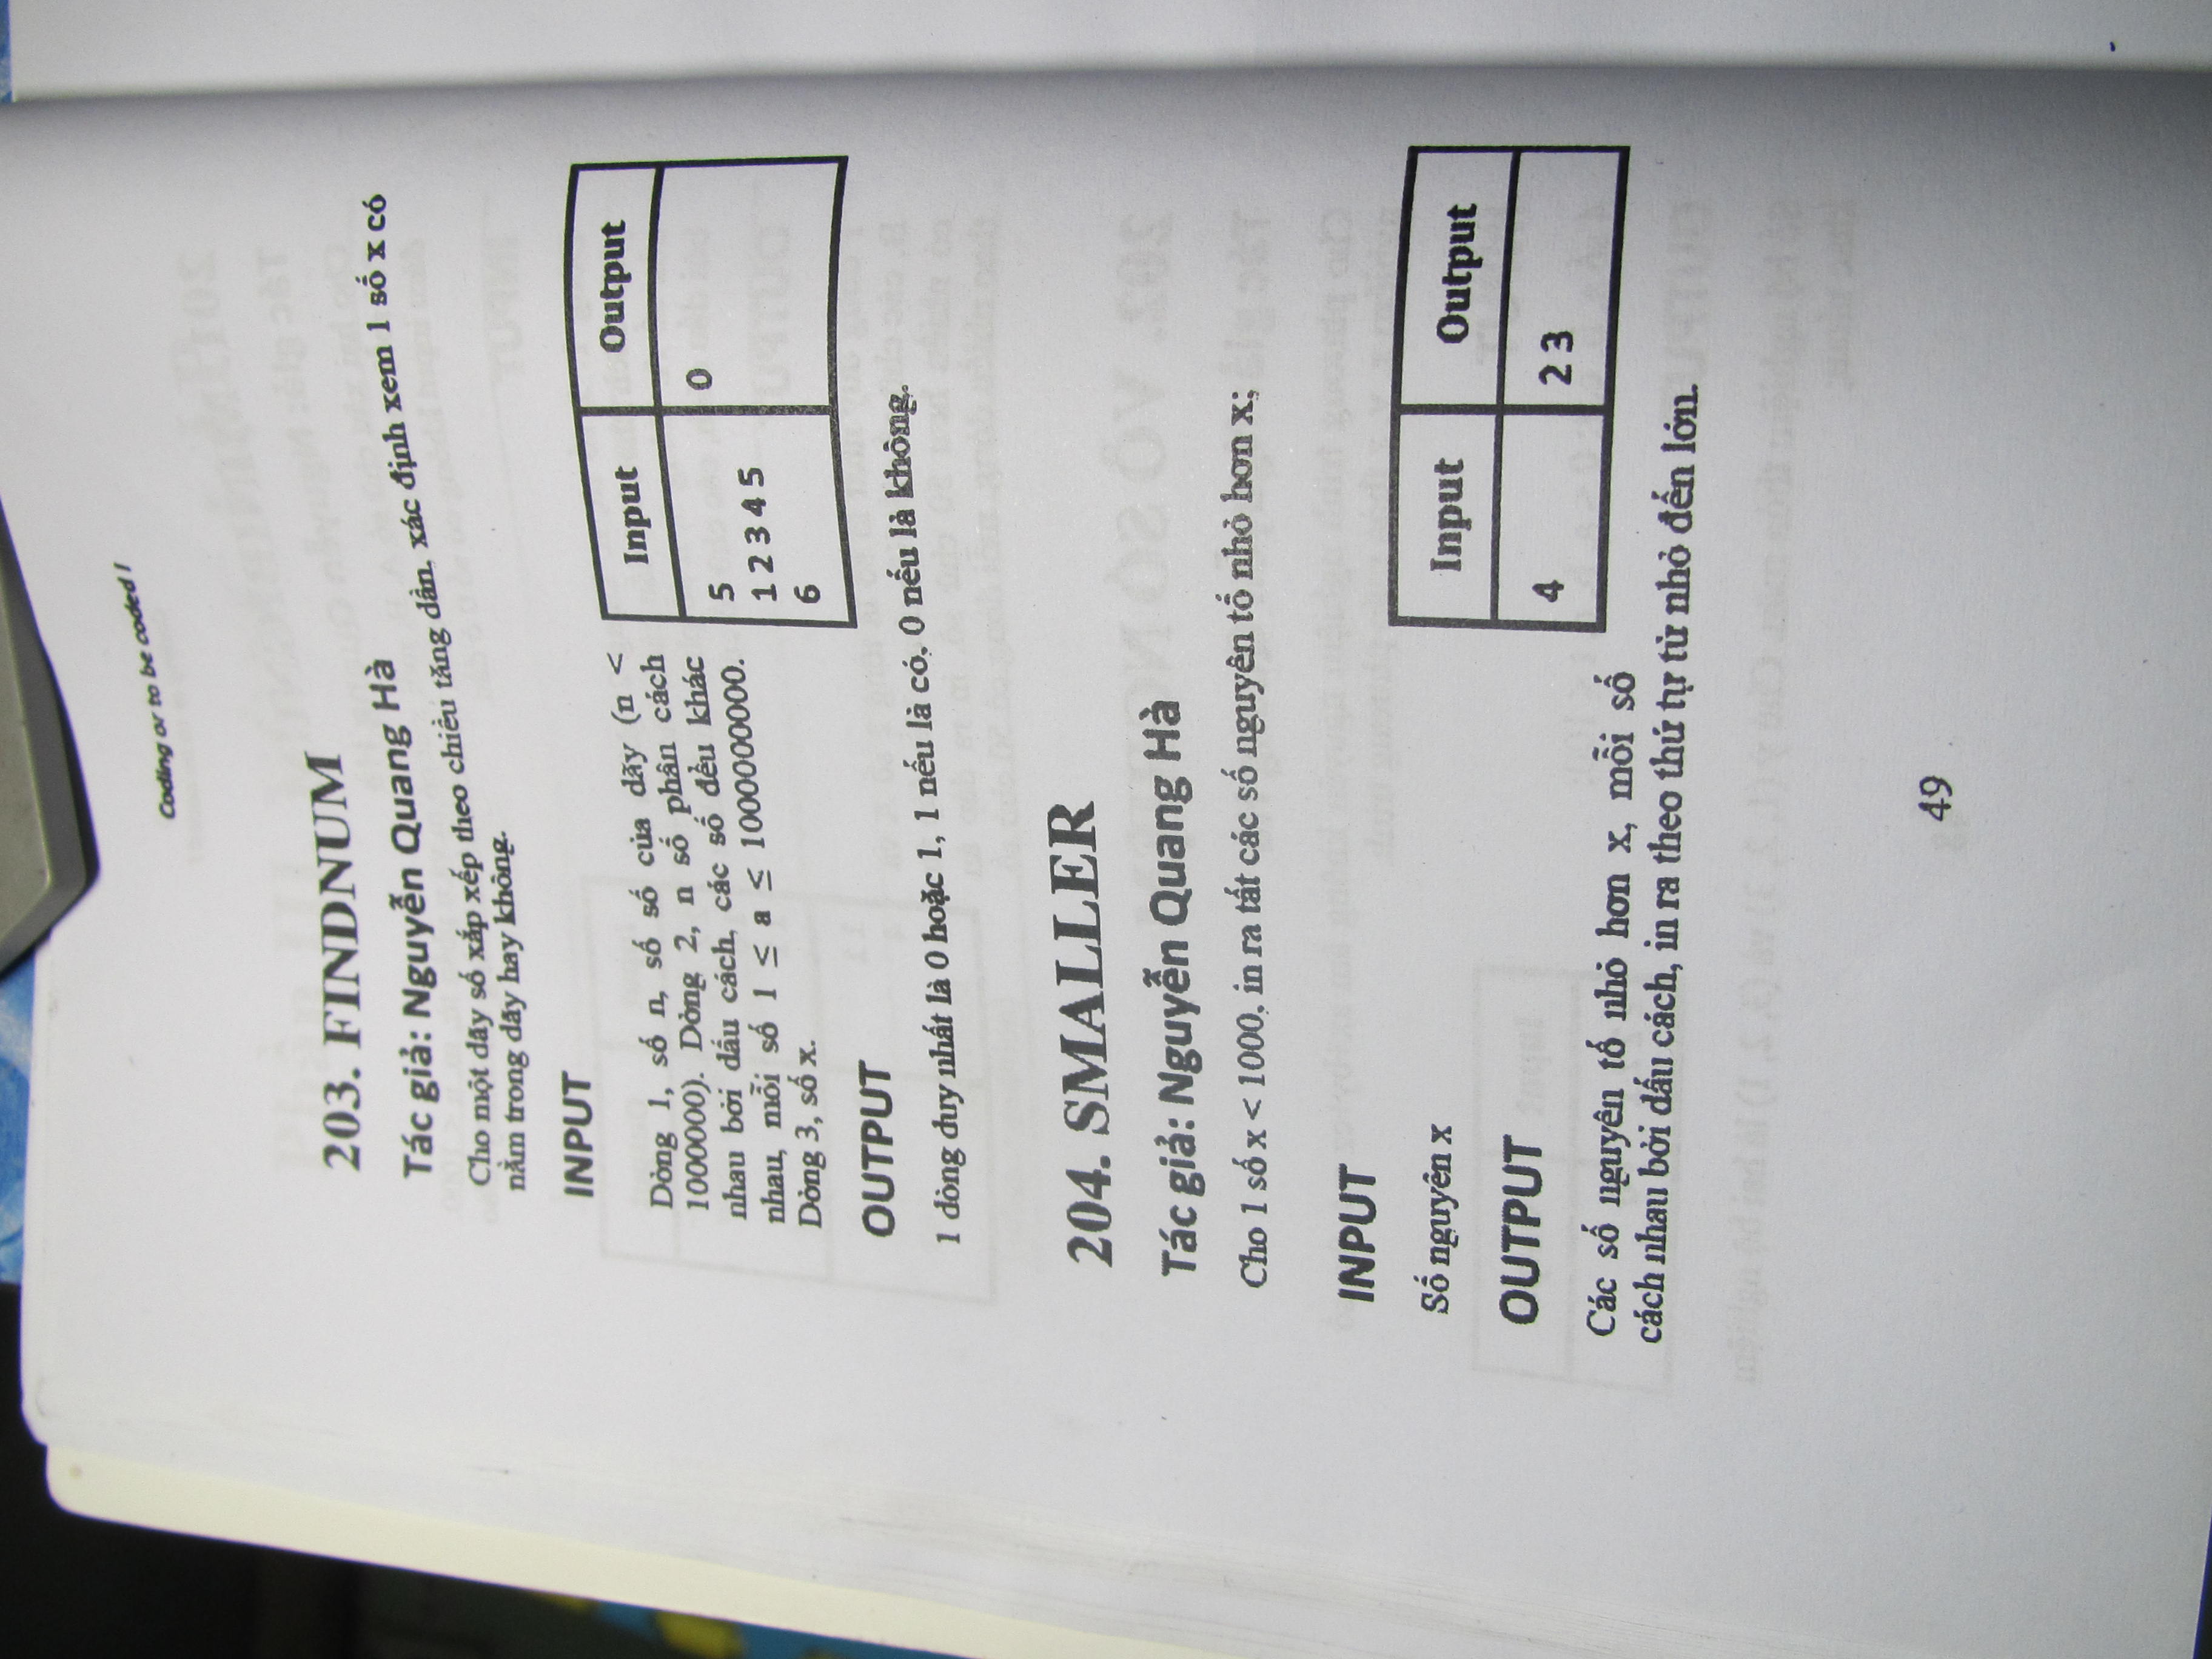 Coding or to be coded !
203. FINDNUM
Tác giả: Nguyễn Quang Hà
Cho một dãy số xắp xếp theo chiều tăng dần, xác định xem 1 số x có
nằm trong dãy hay không.
INPUT
Dòng 1, số n, số số của dãy (n <
1000000). Dòng 2, n số phân cách
nhau bởi dấu cách, các số đều khác
nhau, mỗi số 1 ≤ a ≤ 1000000000.
Dòng 3, số x.
Input Output
5 0
1 2 3 4 5
6
OUTPUT
1 dòng duy nhất là 0 hoặc 1, 1 nếu là có, 0 nếu là không.
204. SMALLER
Tác giả: Nguyễn Quang Hà
Cho 1 số x < 1000, in ra tất các số nguyên tố nhỏ hơn x;
INPUT
Số nguyên x
Input Output
4 2 3
OUTPUT
Các số nguyên tố nhỏ hơn x, mỗi số
cách nhau bởi dấu cách, in ra theo thứ tự từ nhỏ đến lớn.
49